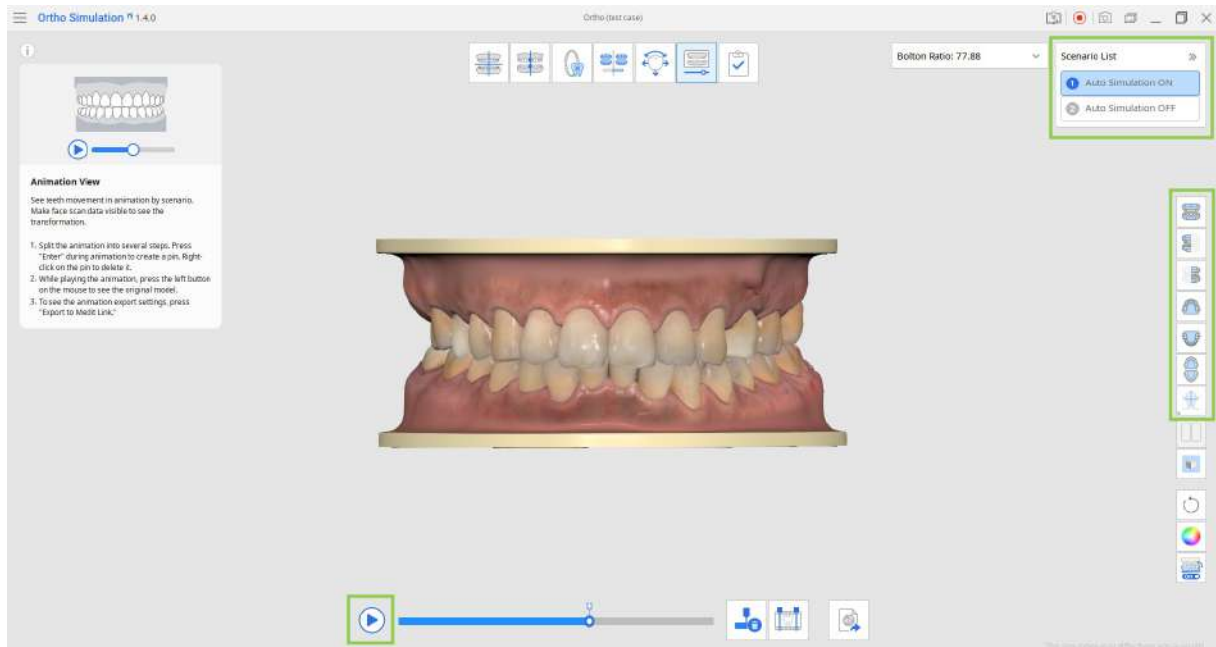 Ortho Simulation 1.4.0
Ortho (test case)
Bolton Ratio: 77.88
Scenario List
1 Auto Simulation ON
2 Auto Simulation OFF
Animation View
See teeth movement in animation by scenario.
Make face scan data visible to see the
transformation.
1. Split the animation into several steps. Press
"Enter" during animation to create a pin. Right-
click on the pin to delete it.
2. While playing the animation, press the left button
on the mouse to see the original model.
3. To see the animation export settings, press
"Export to Medit Link."